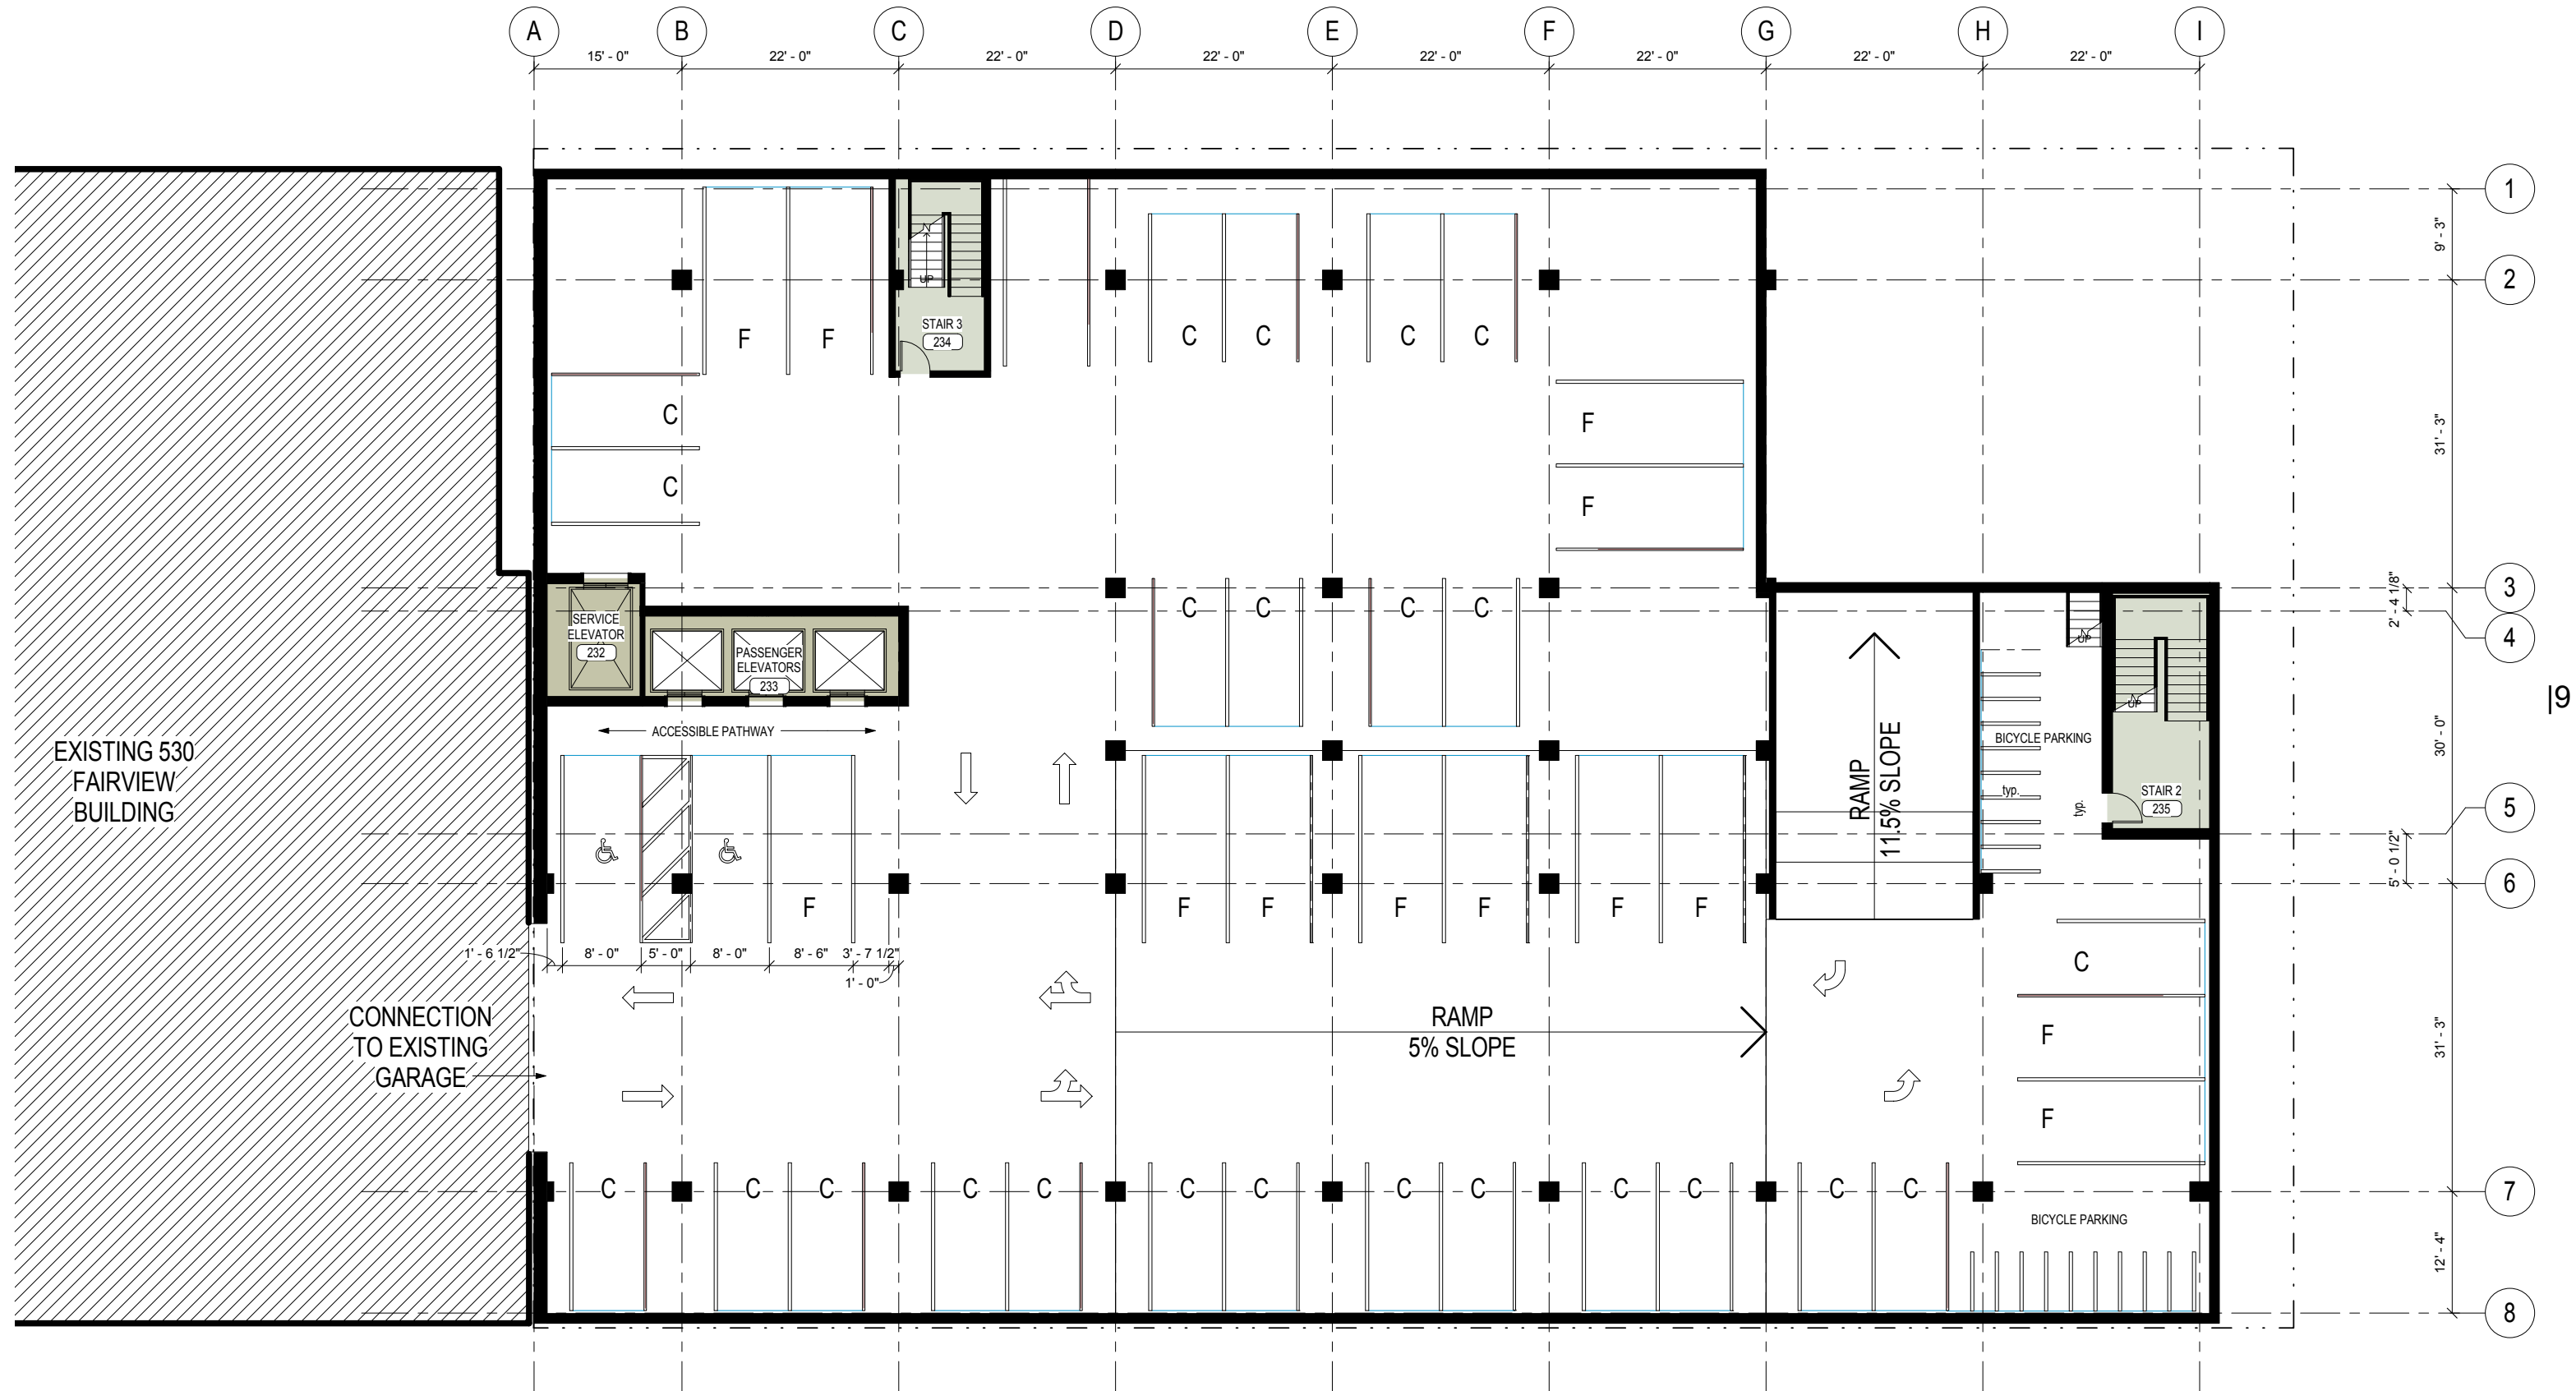 A B C D E F G H I
15' - 0" 22' - 0" 22' - 0" 22' - 0" 22' - 0" 22' - 0" 22' - 0" 22' - 0"
1
9' - 3"
2
UP
STAIR 3
234
F F
C C C C
31' - 3"
C
C
F
F
3
2' - 4 1/8"
4
SERVICE
ELEVATOR
232
PASSENGER
ELEVATORS
233
C C C C
UP
UP
ACCESSIBLE PATHWAY
BICYCLE PARKING
EXISTING 530
FAIRVIEW
BUILDING
RAMP
11.5% SLOPE
typ.
typ.
STAIR 2
235
30' - 0"
|9
5
5' - 0 1/2"
6
F F F F F F F
1' - 6 1/2" 8' - 0" 5' - 0" 8' - 0" 8' - 6" 3' - 7 1/2"
1' - 0"
C
F
F
31' - 3"
CONNECTION
TO EXISTING
GARAGE
RAMP
5% SLOPE
C C C C C C C C C C C C C
7
BICYCLE PARKING
12' - 4"
8